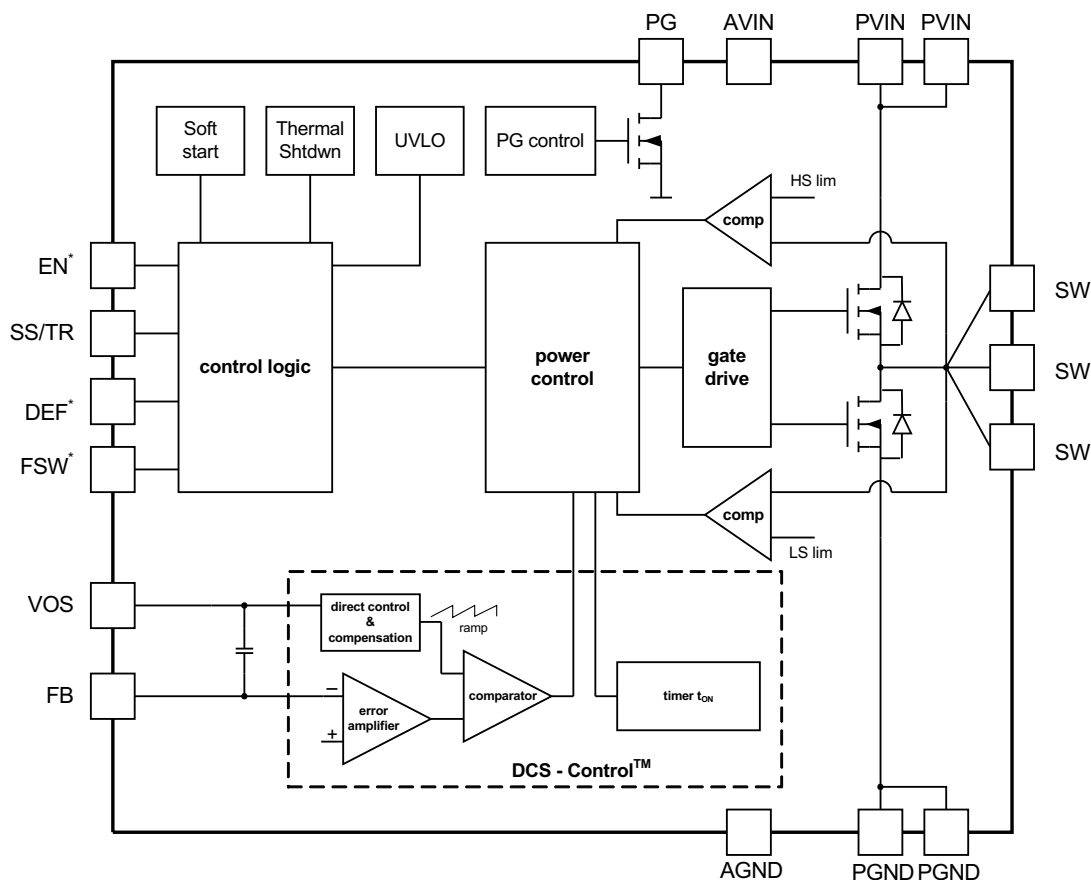 PG AVIN PVIN PVIN
Soft
start
Thermal
Shtdwn
UVLO
PG control
HS lim
comp
EN*
SS/TR
DEF*
FSW*
control logic
power
control
gate
drive
SW
SW
SW
comp
LS lim
VOS
FB
direct control
&
compensation
ramp
− error
amplifier
+
comparator
timer tON
DCS - Control™
AGND PGND PGND